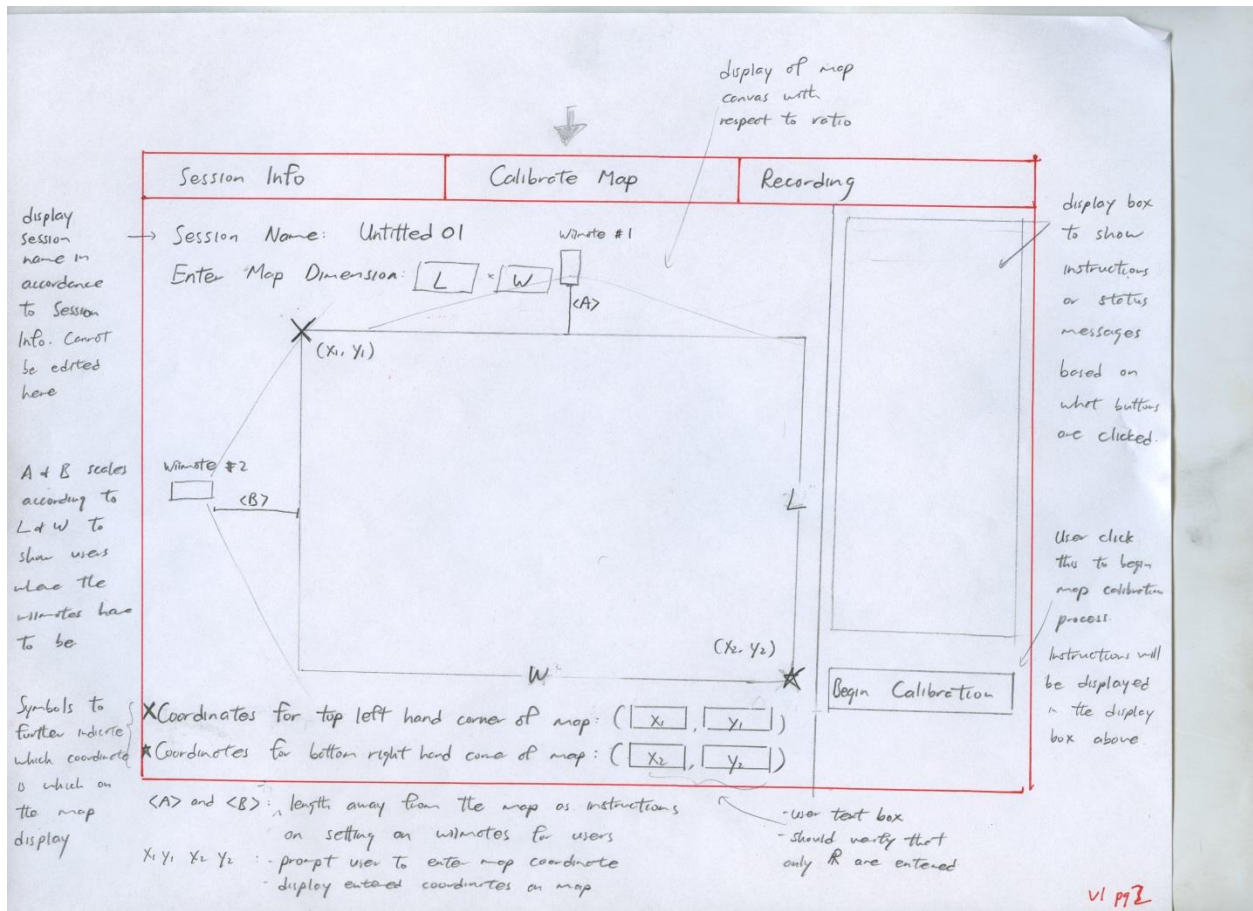 display of map
canvas with
respect to ratio
Session Info
Calibrate Map
Recording
display
session
name in
accordance
to Session
Info. Cannot
be edited
here
Session Name: Untitled 01
Enter Map Dimension: L × W
wiimote #1
<A>
(X1, Y1)
display box
to show
instructions
or status
messages
based on
what buttons
are clicked.
A & B scales
according to
L & W to
show users
where the
wiimotes have
to be
wiimote #2
<B>
L
W
(X2, Y2)
User click
this to begin
map calibration
process.
Instructions will
be displayed
in the display
box above
Begin Calibration
Symbols to
further indicate
which coordinate
is which on
the map
display
X Coordinates for top left hand corner of map: ( X1 , Y1 )
★ Coordinates for bottom right hand corne of map: ( X2 , Y2 )
<A> and <B>: length away from the map as instructions
on setting on wiimotes for users
X1 Y1 X2 Y2 : - prompt user to enter map coordinate
- display entered coordinates on map
- user text box
- should verify that
only ℝ are entered
V1 pg2